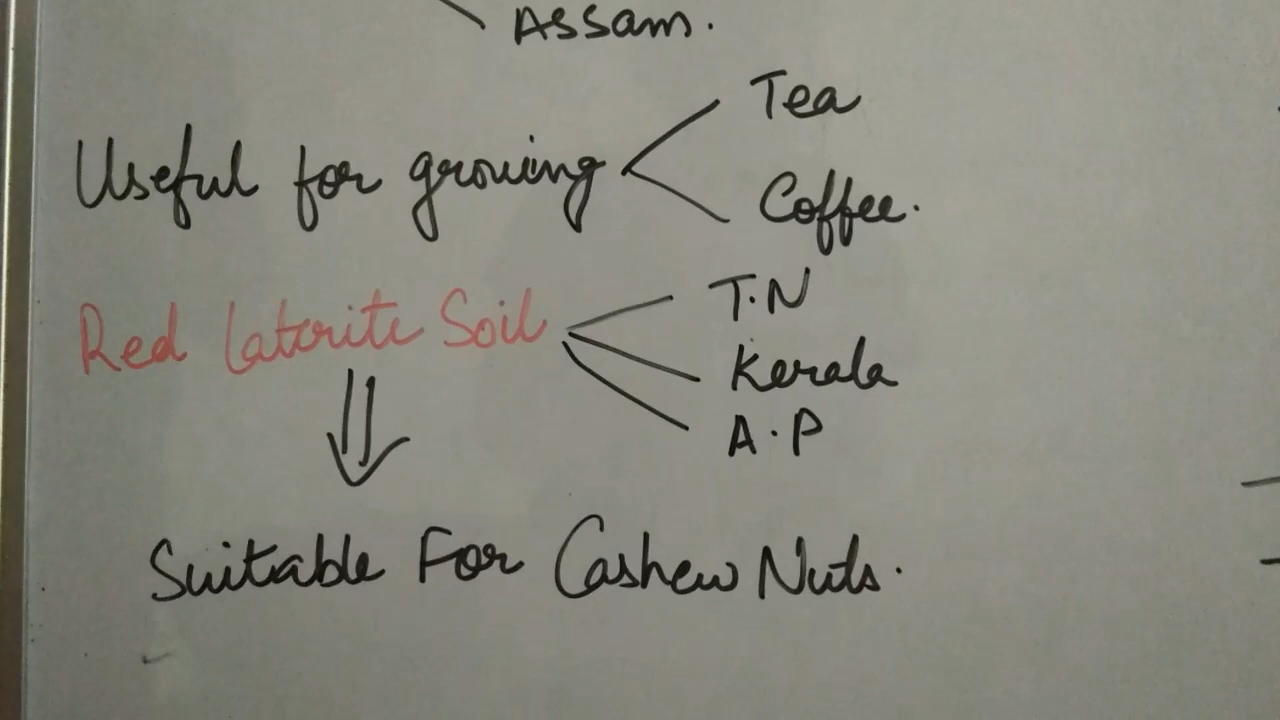 Assam.
Tea
Useful for growing
Coffee.
T.N
Red Laterite Soil
Kerala
A.P
Suitable For Cashew Nuts.